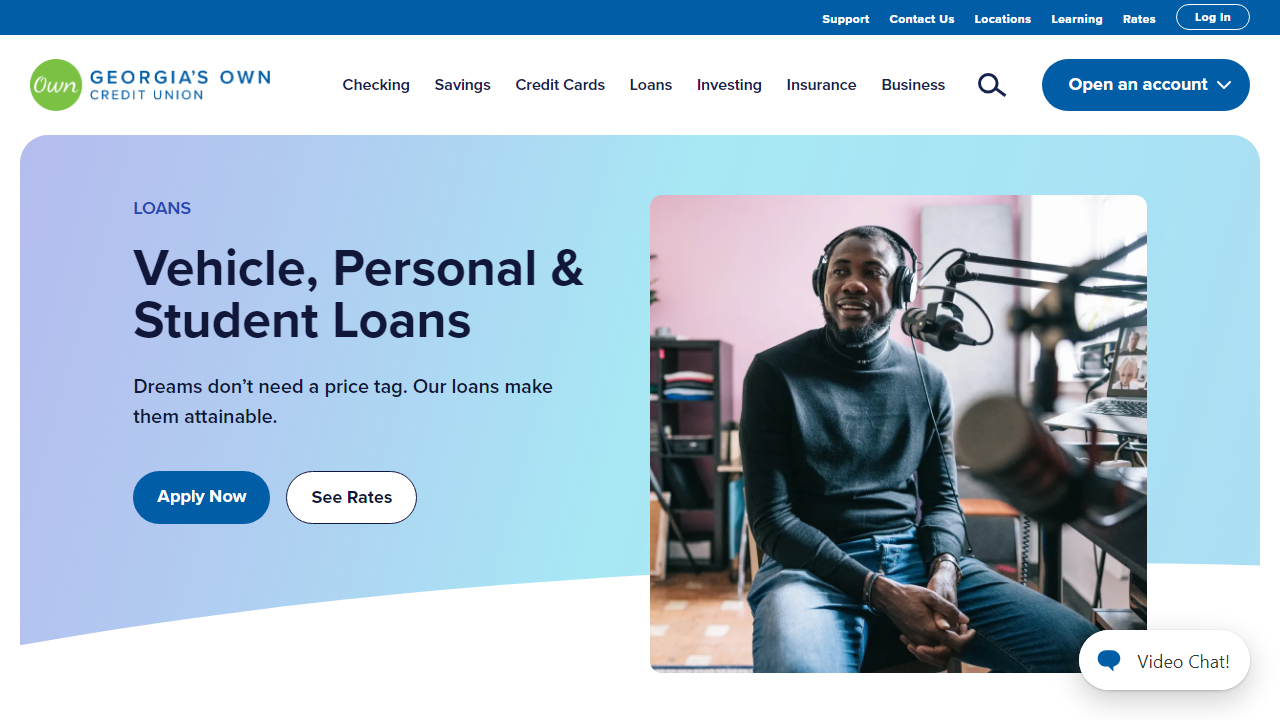 Support Contact Us Locations Learning Rates Log In
Own GEORGIA'S OWN
CREDIT UNION
Checking Savings Credit Cards Loans Investing Insurance Business Open an account
LOANS
Vehicle, Personal &
Student Loans
Dreams don’t need a price tag. Our loans make
them attainable.
Apply Now See Rates
Video Chat!